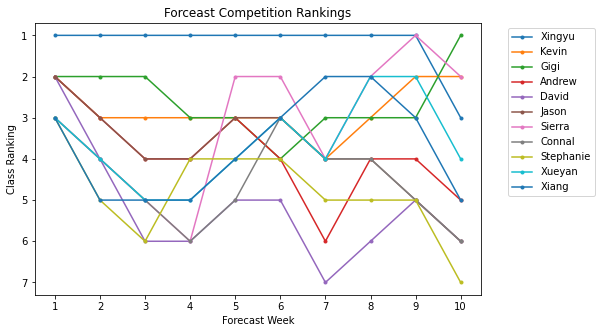 Forceast Competition Rankings
Class Ranking
1
2
3
4
5
6
7
1 2 3 4 5 6 7 8 9 10
Forecast Week
Xingyu
Kevin
Gigi
Andrew
David
Jason
Sierra
Connal
Stephanie
Xueyan
Xiang